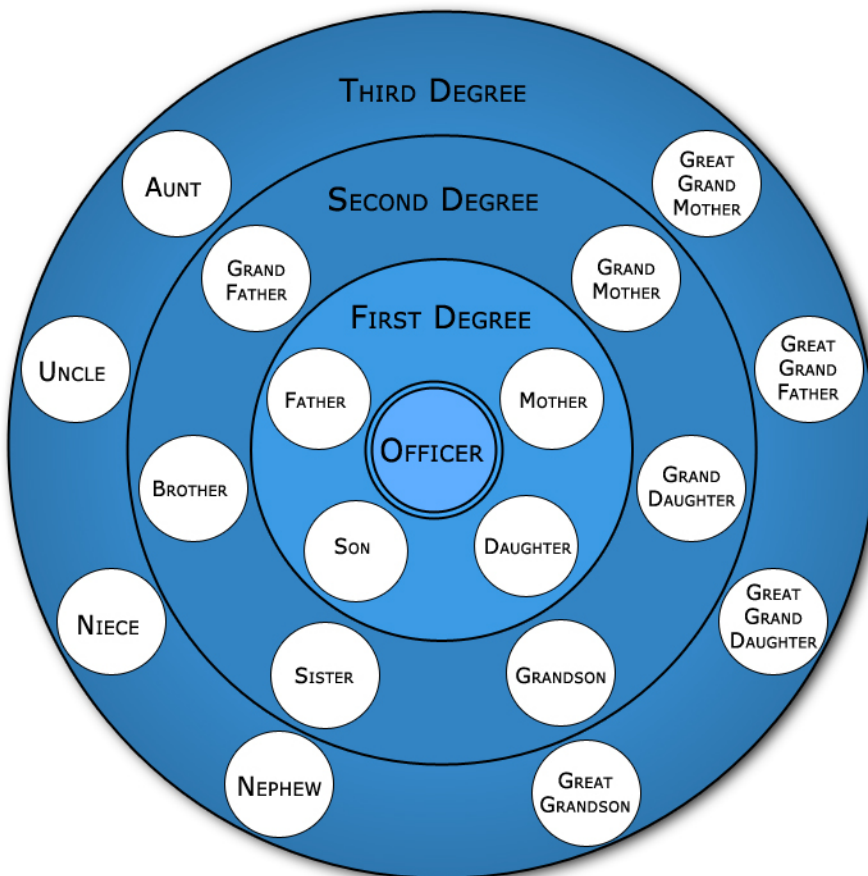 Third Degree
Aunt
Great
Grand
Mother
Second Degree
Grand
Father
Grand
Mother
First Degree
Uncle
Great
Grand
Father
Father
Mother
Officer
Brother
Grand
Daughter
Son
Daughter
Niece
Great
Grand
Daughter
Sister
Grandson
Nephew
Great
Grandson